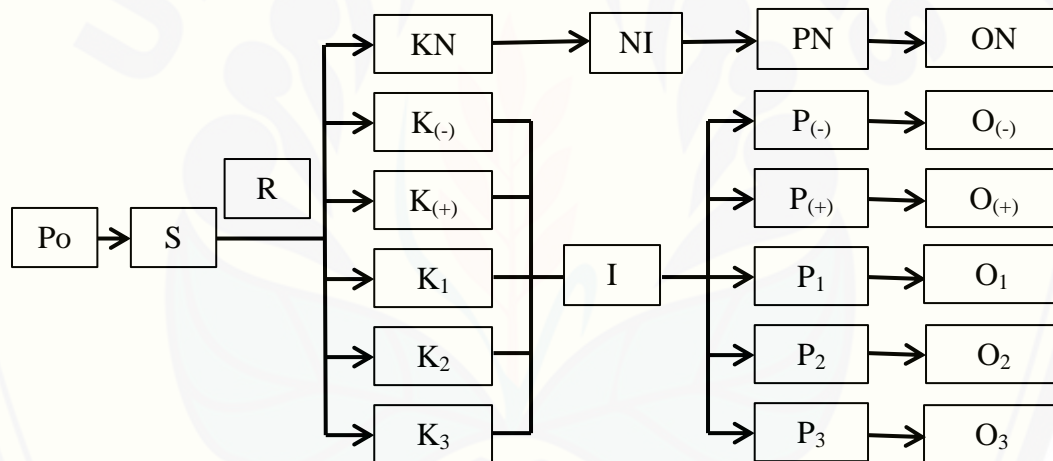 KN NI PN ON
K(-) P(-) O(-)
R K(+) P(+) O(+)
Po S
K1 I P1 O1
K2 P2 O2
K3 P3 O3